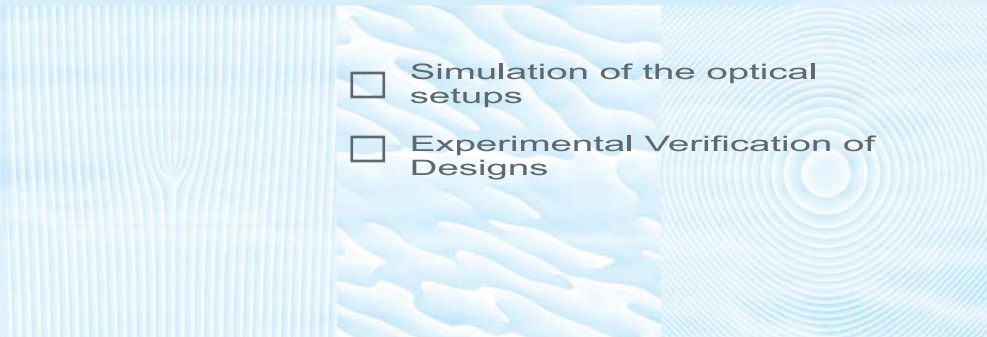 Simulation of the optical
setups
Experimental Verification of
Designs